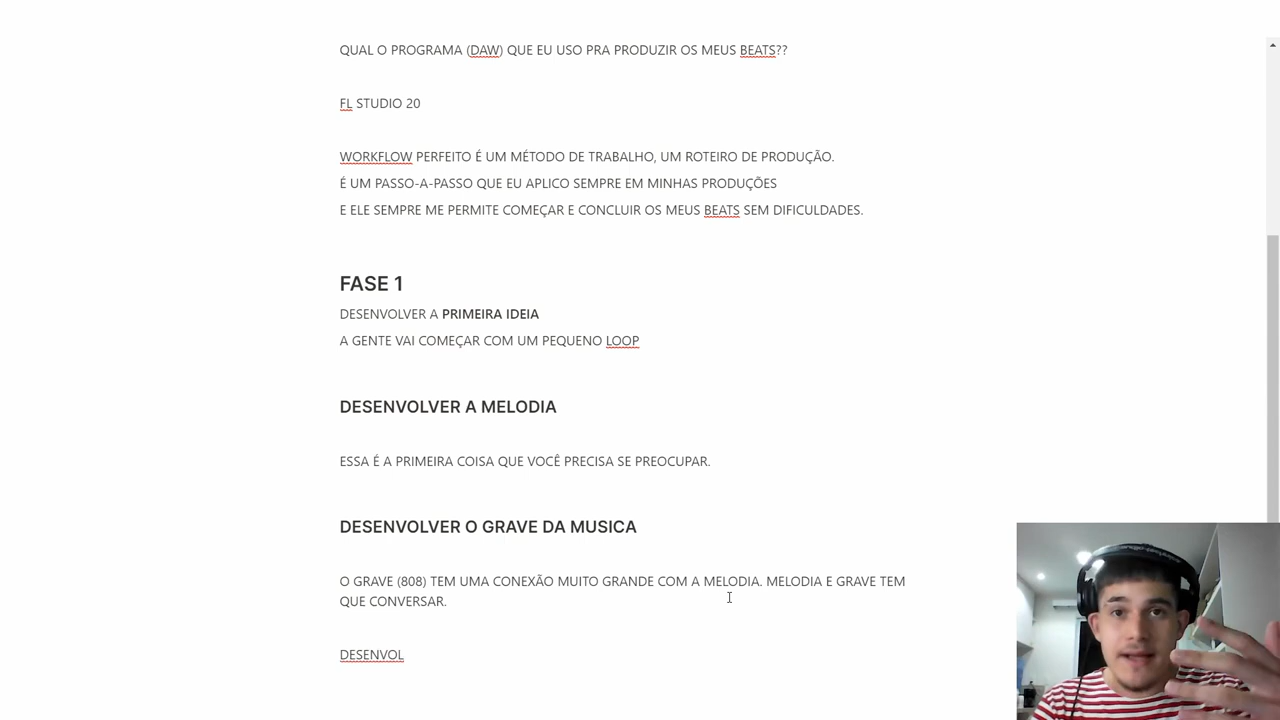 QUAL O PROGRAMA (DAW) QUE EU USO PRA PRODUZIR OS MEUS BEATS??
FL STUDIO 20
WORKFLOW PERFEITO É UM MÉTODO DE TRABALHO, UM ROTEIRO DE PRODUÇÃO.
É UM PASSO-A-PASSO QUE EU APLICO SEMPRE EM MINHAS PRODUÇÕES
E ELE SEMPRE ME PERMITE COMEÇAR E CONCLUIR OS MEUS BEATS SEM DIFICULDADES.
FASE 1
DESENVOLVER A PRIMEIRA IDEIA
A GENTE VAI COMEÇAR COM UM PEQUENO LOOP
DESENVOLVER A MELODIA
ESSA É A PRIMEIRA COISA QUE VOCÊ PRECISA SE PREOCUPAR.
DESENVOLVER O GRAVE DA MUSICA
O GRAVE (808) TEM UMA CONEXÃO MUITO GRANDE COM A MELODIA. MELODIA E GRAVE TEM
QUE CONVERSAR.
DESENVOL